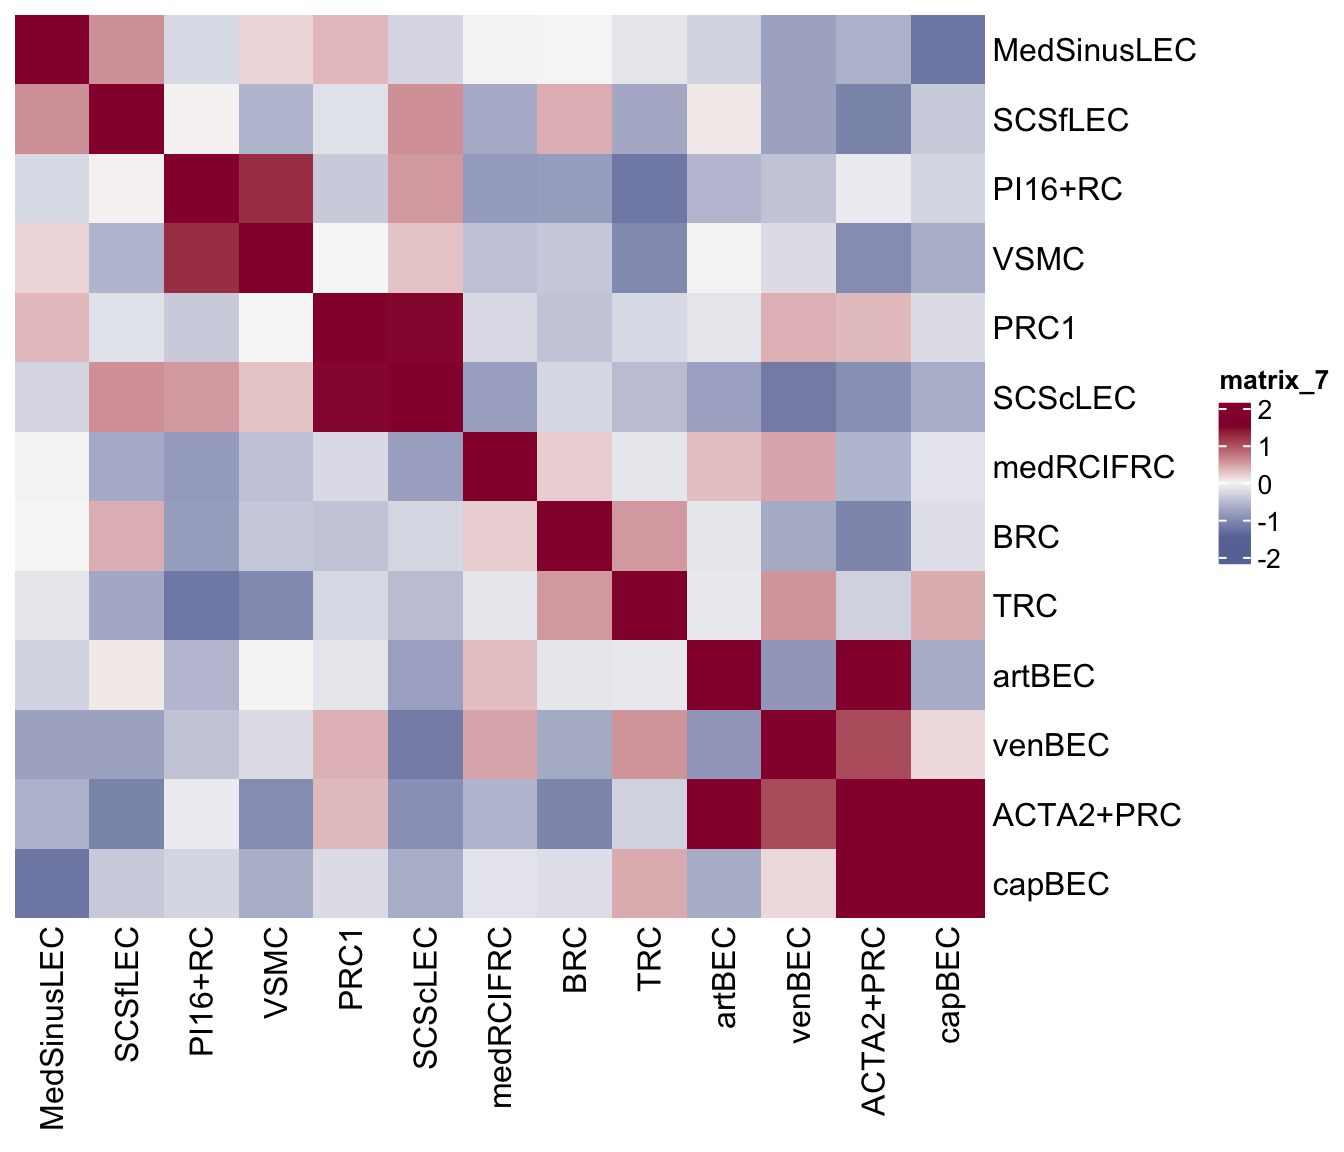 MedSinusLEC
SCSfLEC
PI16+RC
VSMC
PRC1
SCScLEC
medRCIFRC
BRC
TRC
artBEC
venBEC
ACTA2+PRC
capBEC
matrix_7
2
1
0
-1
-2
MedSinusLEC
SCSfLEC
PI16+RC
VSMC
PRC1
SCScLEC
medRCIFRC
BRC
TRC
artBEC
venBEC
ACTA2+PRC
capBEC